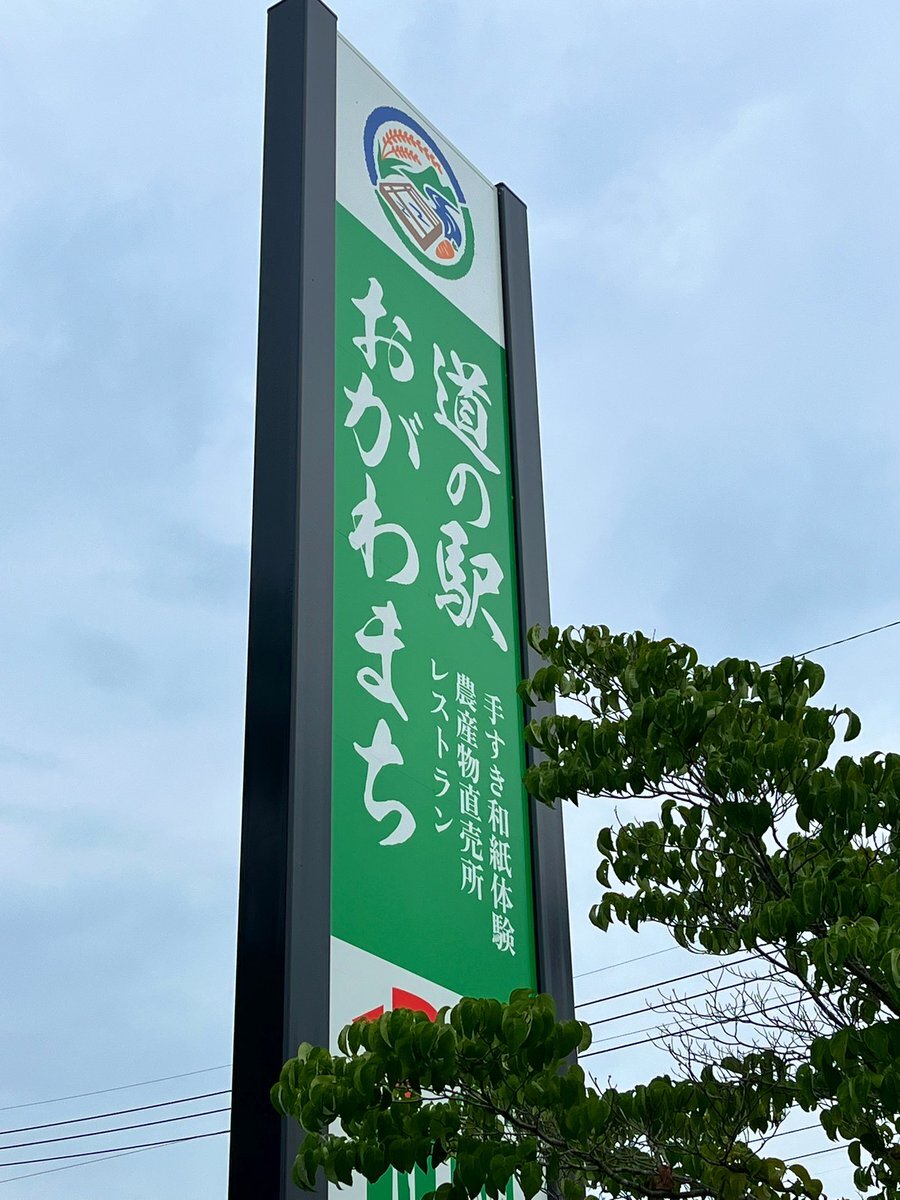 道の駅
おがわまち
手すき和紙体験
農産物直売所
レストラン